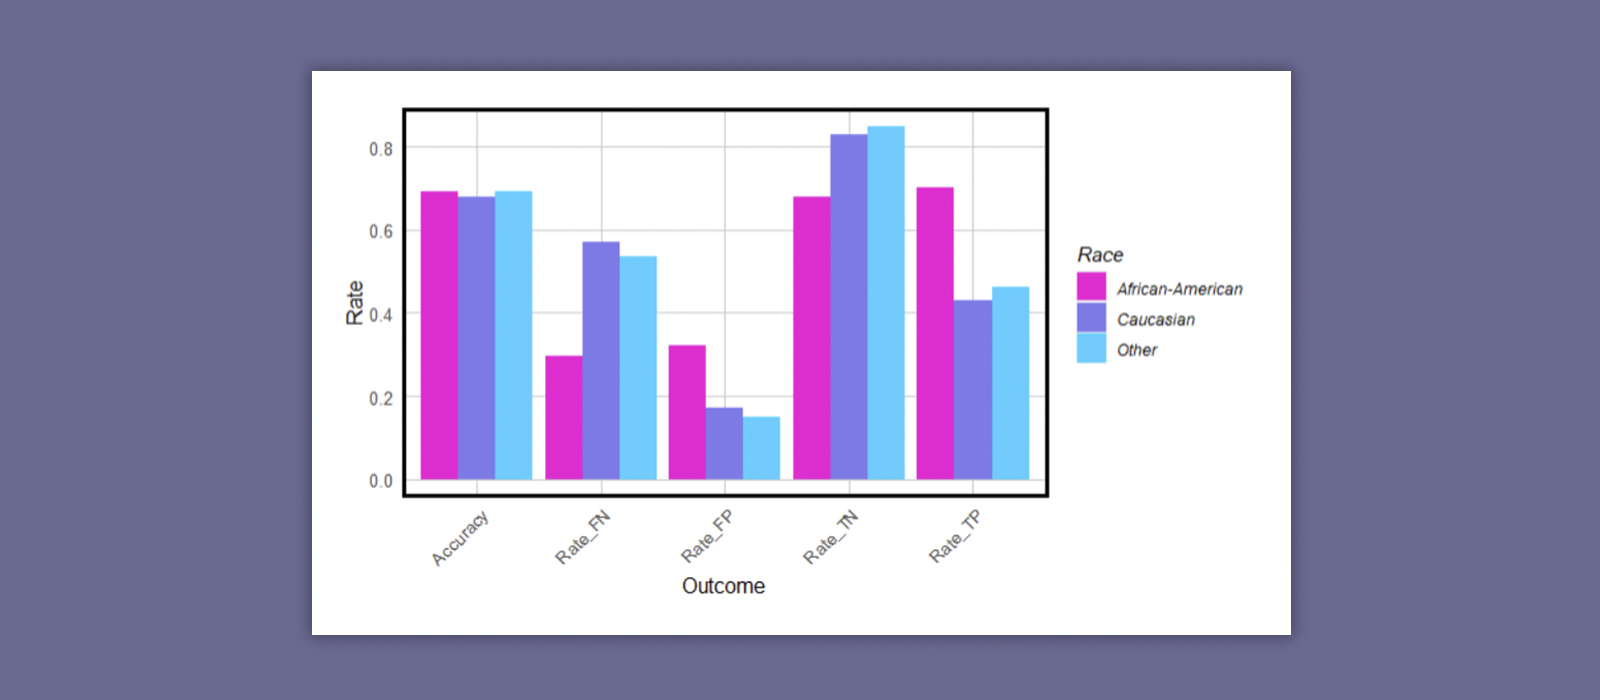 0.8
0.6
0.4
0.2
0.0
Rate
Accuracy
Rate_FN
Rate_FP
Rate_TN
Rate_TP
Outcome
Race
African-American
Caucasian
Other